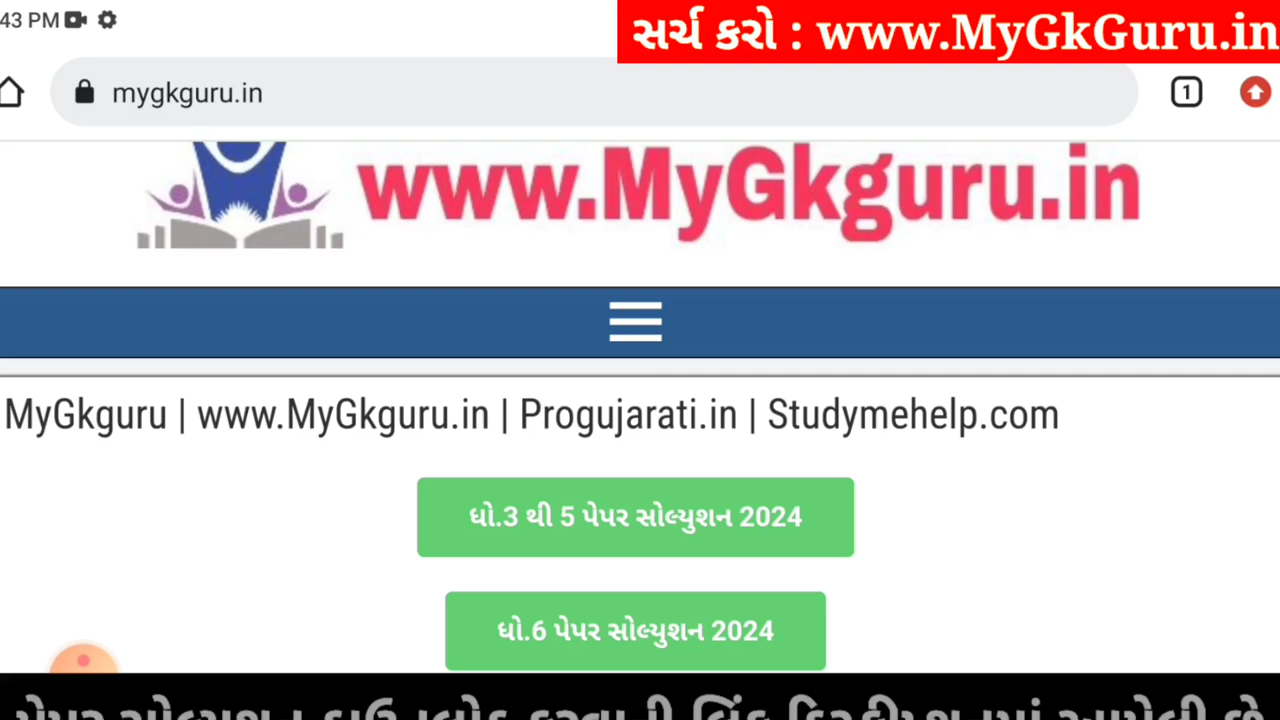 43 PM
સર્ચ કરો : www.MyGkGuru.in
mygkguru.in
1
www.MyGkguru.in
MyGkguru | www.MyGkguru.in | Progujarati.in | Studymehelp.com
ધો.3 થી 5 પેપર સોલ્યુશન 2024
ધો.6 પેપર સોલ્યુશન 2024